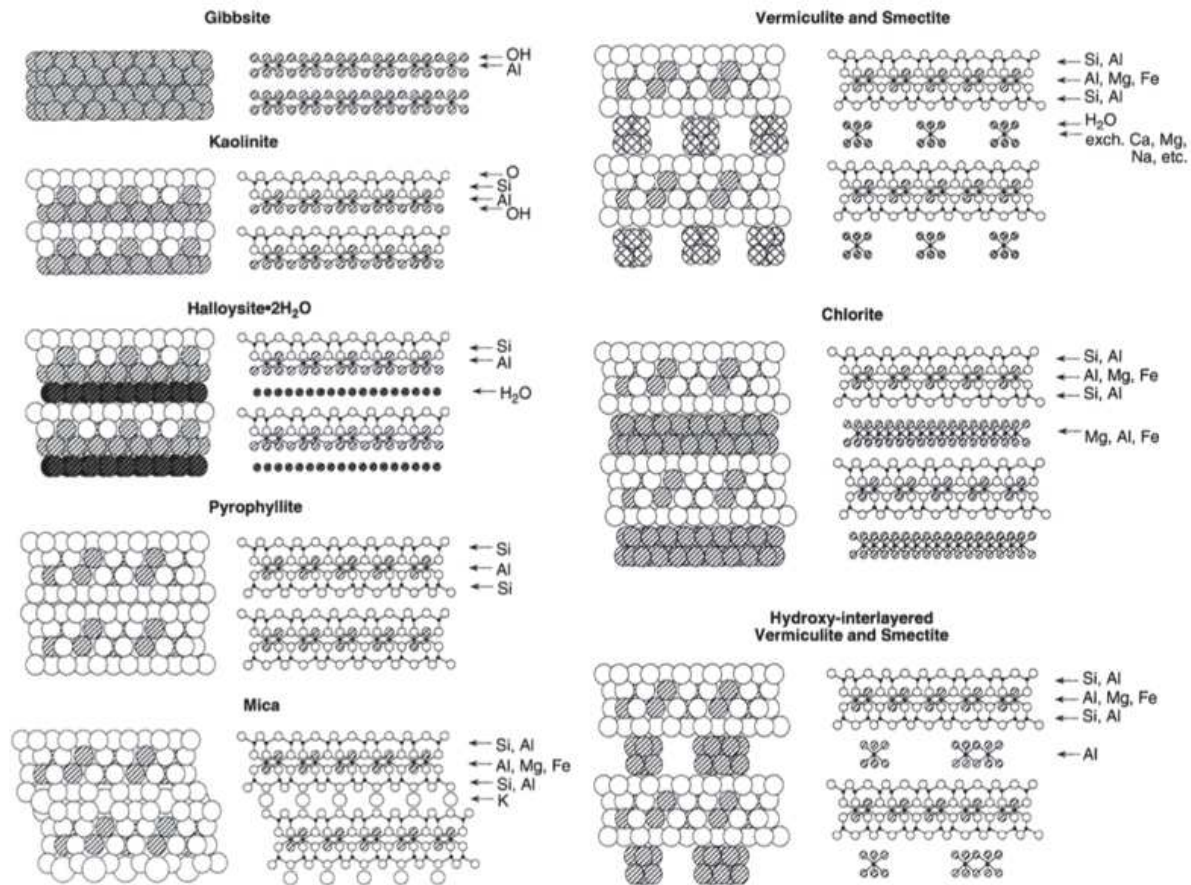 Gibbsite
OH
Al
Kaolinite
O
Si
Al
OH
Halloysite•2H₂O
Si
Al
H₂O
Pyrophyllite
Si
Al
Si
Mica
Si, Al
Al, Mg, Fe
Si, Al
K
Vermiculite and Smectite
Si, Al
Al, Mg, Fe
Si, Al
H₂O
exch. Ca, Mg,
Na, etc.
Chlorite
Si, Al
Al, Mg, Fe
Si, Al
Mg, Al, Fe
Hydroxy-interlayered
Vermiculite and Smectite
Si, Al
Al, Mg, Fe
Si, Al
Al